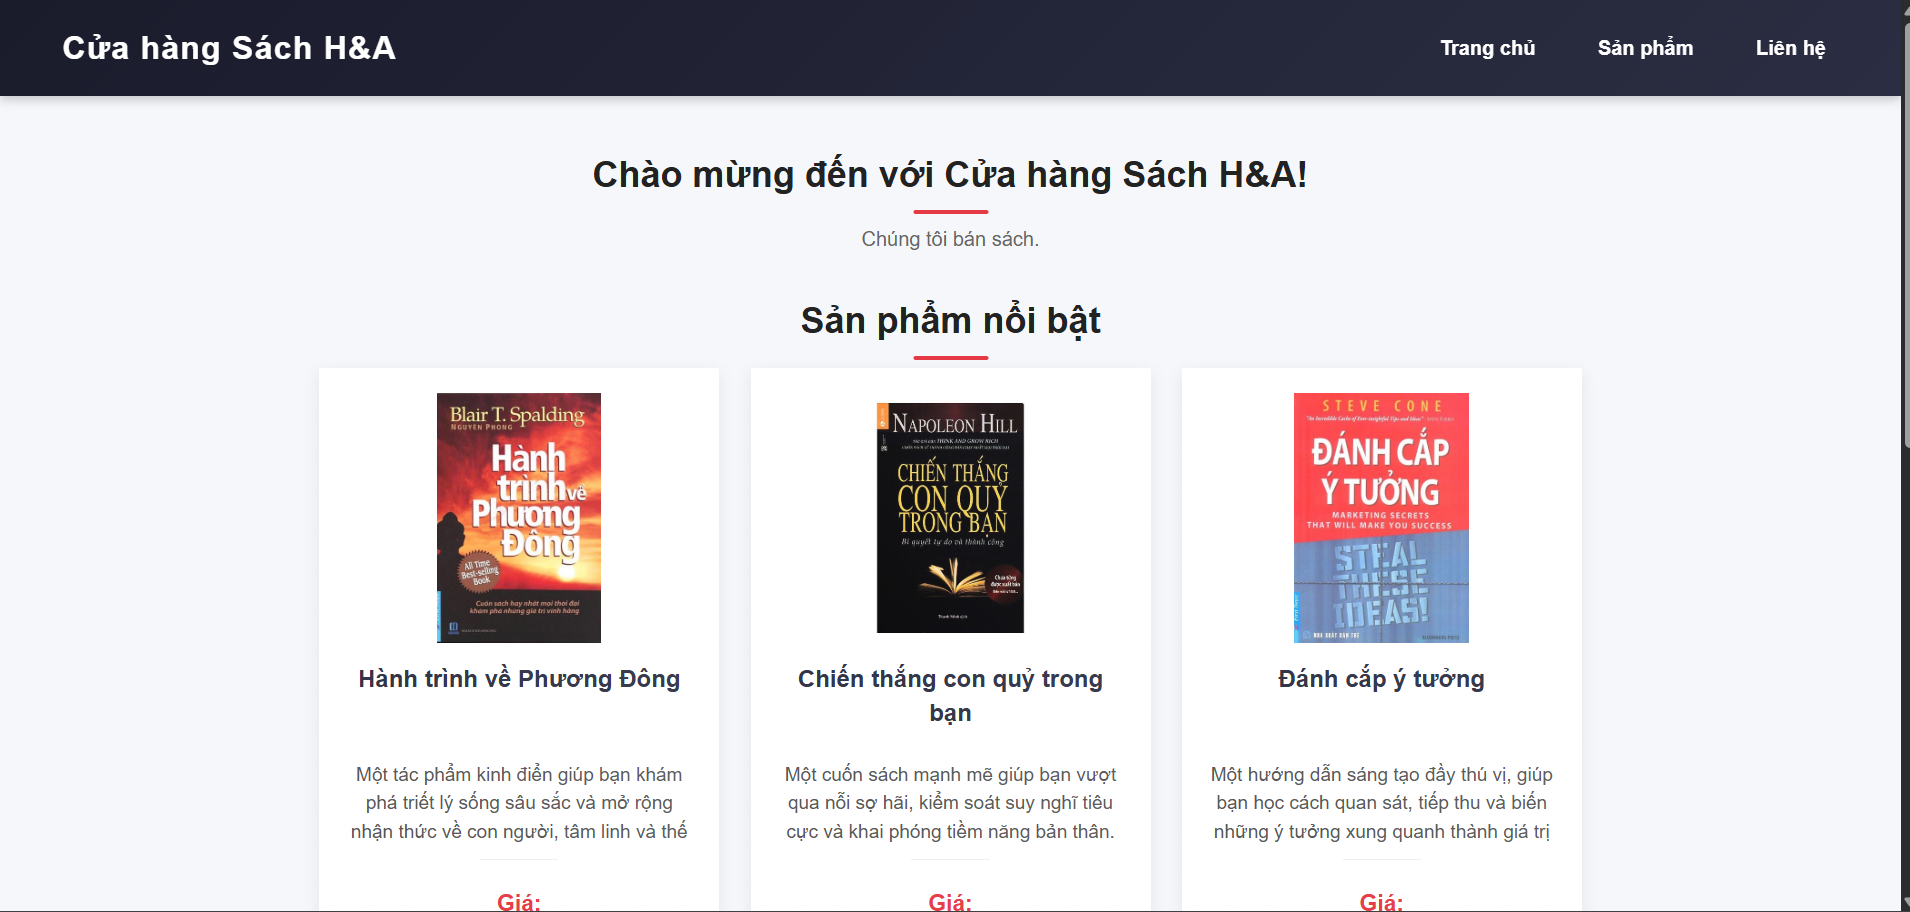 Cửa hàng Sách H&A
Trang chủ
Sản phẩm
Liên hệ
Chào mừng đến với Cửa hàng Sách H&A!
Chúng tôi bán sách.
Sản phẩm nổi bật
Blair T. Spalding
NGUYÊN PHONG
Hành
trình về
Phương
Đông
All Time
Best-selling
Book
Cuốn sách hay nhất mọi thời đại
khám phá những giá trị vĩnh hằng
NAPOLEON HILL
CHIẾN THẮNG
CON QUỶ
TRONG BẠN
Bí quyết tự do và thành công
STEVE CONE
ĐÁNH CẮP
Ý TƯỞNG
MARKETING SECRETS
THAT WILL MAKE YOU SUCCESS
STEAL
THESE
IDEAS!
NHÀ XUẤT BẢN TRẺ
Hành trình về Phương Đông
Chiến thắng con quỷ trong
bạn
Đánh cắp ý tưởng
Một tác phẩm kinh điển giúp bạn khám
phá triết lý sống sâu sắc và mở rộng
nhận thức về con người, tâm linh và thế
Một cuốn sách mạnh mẽ giúp bạn vượt
qua nỗi sợ hãi, kiểm soát suy nghĩ tiêu
cực và khai phóng tiềm năng bản thân.
Một hướng dẫn sáng tạo đầy thú vị, giúp
bạn học cách quan sát, tiếp thu và biến
những ý tưởng xung quanh thành giá trị
Giá:
Giá:
Giá: